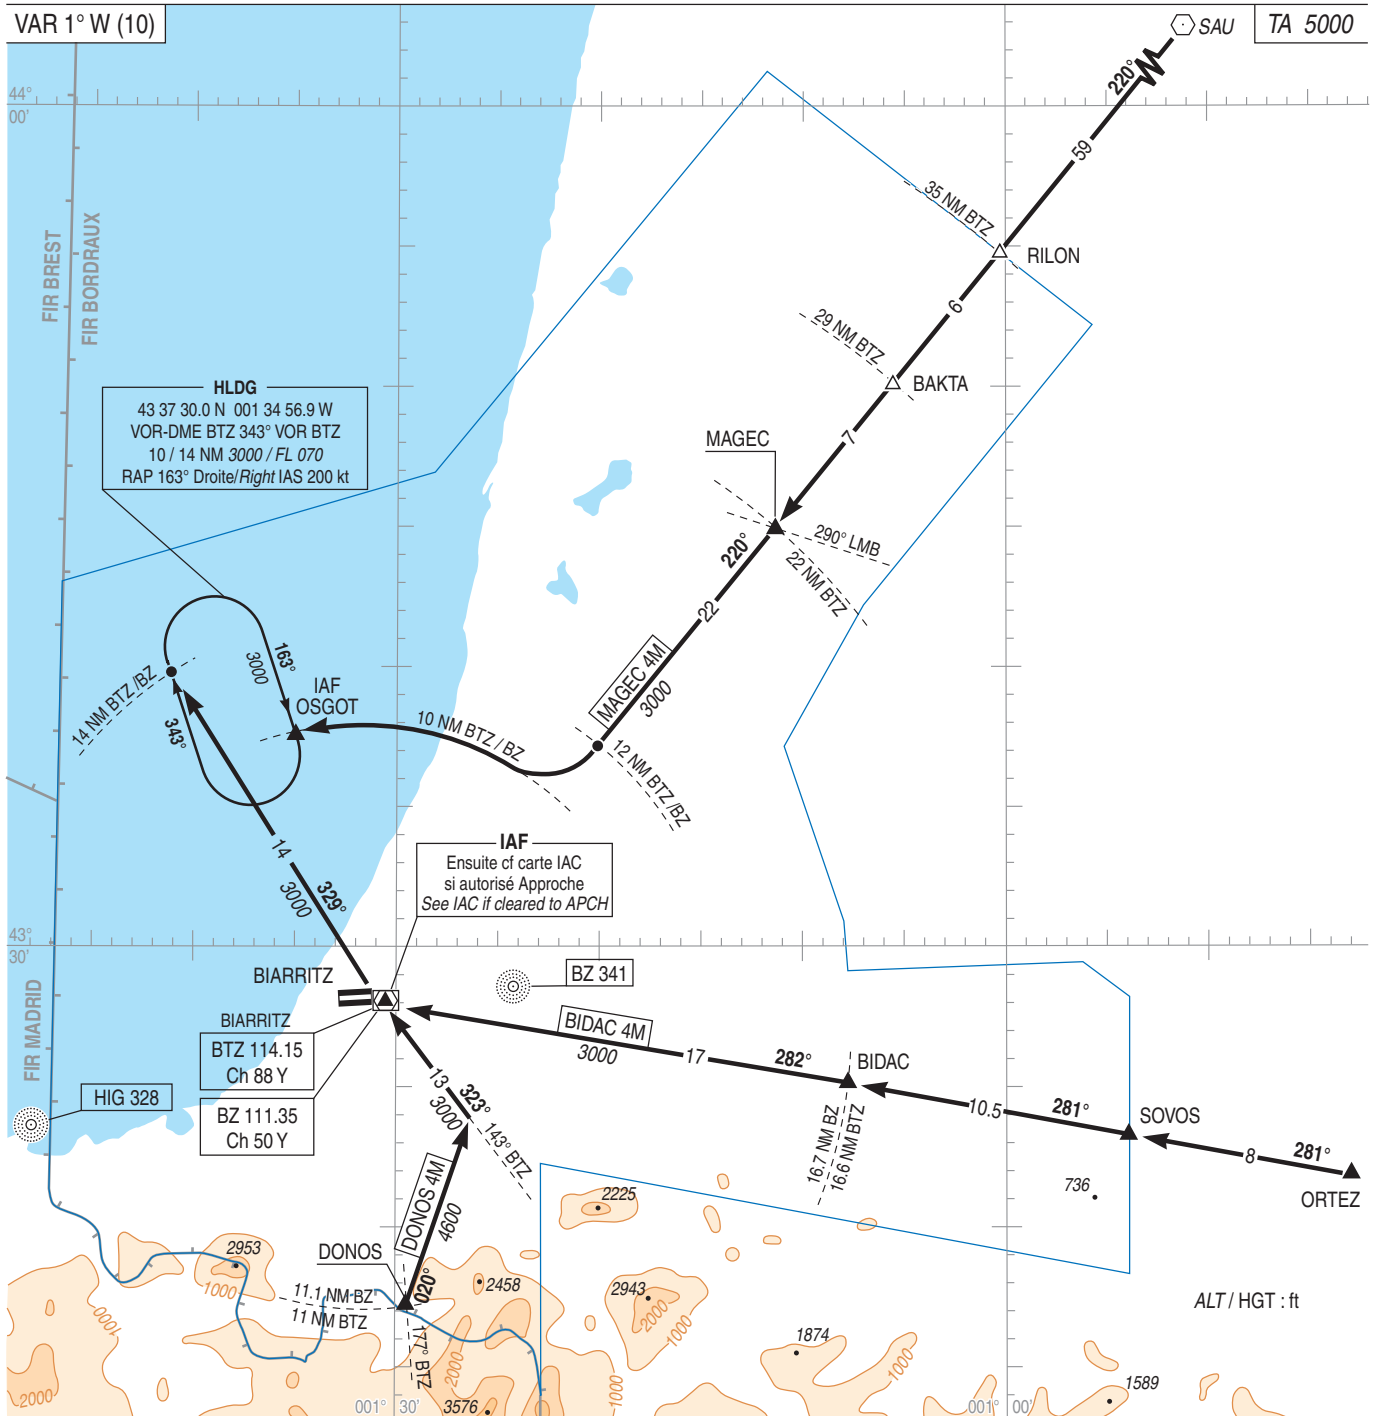 VAR 1° W (10)
SAU
TA 5000
220°
44°
00'
59
35 NM BTZ
RILON
FIR BREST
FIR BORDRAUX
6
29 NM BTZ
BAKTA
HLDG
43 37 30.0 N 001 34 56.9 W
VOR-DME BTZ 343° VOR BTZ
10 / 14 NM 3000 / FL 070
RAP 163° Droite/Right IAS 200 kt
7
MAGEC
290° LMB
22 NM BTZ
220°
22
MAGEC 4M
3000
163°
3000
IAF
OSGOT
14 NM BTZ /BZ
343°
10 NM BTZ / BZ
12 NM BTZ /BZ
14
3000
329°
IAF
Ensuite cf carte IAC
si autorisé Approche
See IAC if cleared to APCH
43°
30'
BIARRITZ
BZ 341
FIR MADRID
BIARRITZ
BTZ 114.15
Ch 88 Y
BZ 111.35
Ch 50 Y
HIG 328
BIDAC 4M
3000
17
282°
BIDAC
10.5
281°
SOVOS
8
281°
ORTEZ
16.7 NM BZ
16.6 NM BTZ
736
13
3000
323°
143° BTZ
DONOS 4M
4600
020°
DONOS
11.1 NM BZ
11 NM BTZ
177° BTZ
2225
2953
1000
1000
2458
2943
2000
1000
2000
1874
1000
1000
2000
3576
1589
ALT / HGT : ft
001° 30'
001° 00'